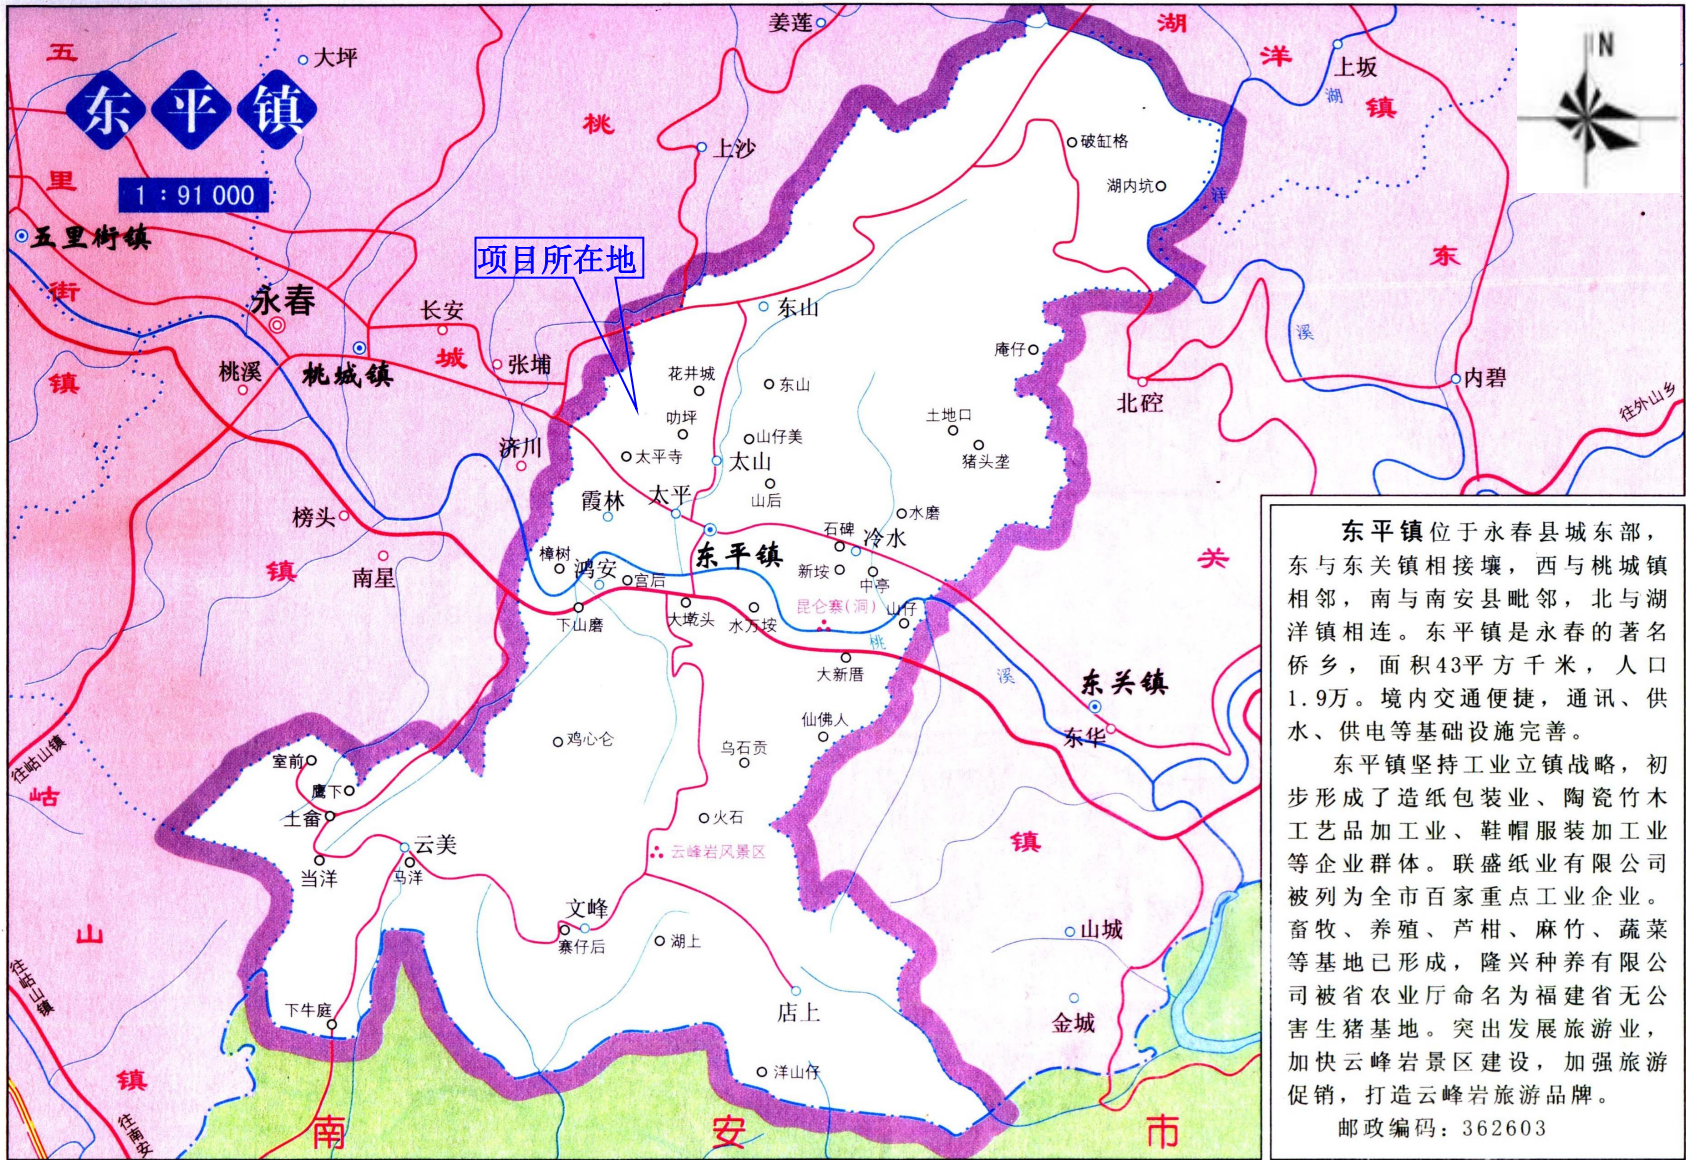 东平镇
1：91 000
五里街镇
五里街镇
大坪
姜莲
桃
城
镇
上沙
湖
洋
镇
上坂
湖
洋
溪
N
破缸格
湖内坑
项目所在地
永春
长安
张埔
桃溪
桃城镇
济川
榜头
南星
东山
花井城
东山
叻坪
山仔美
太平寺
太山
山后
霞林
太平
东平镇
庵仔
土地口
猪头垄
水磨
石碑
冷水
新垵
中亭
昆仑寨(洞)
山仔
樟树
鸿安
宫后
下山磨
大墘头
水万垵
桃
溪
大新厝
仙佛人
乌石贡
鸡心仑
火石
云峰岩风景区
北硿
内碧
往外山乡
东
关
镇
东关镇
东华
山城
金城
室前
鹰下
土畲
当洋
云美
马洋
文峰
寨仔后
湖上
店上
下牛庭
洋山仔
往岵山镇
岵
山
镇
往岵山镇
往南安
南
安
市
东平镇位于永春县城东部，
东与东关镇相接壤，西与桃城镇
相邻，南与南安县毗邻，北与湖
洋镇相连。东平镇是永春的著名
侨乡，面积43平方千米，人口
1.9万。境内交通便捷，通讯、供
水、供电等基础设施完善。
东平镇坚持工业立镇战略，初
步形成了造纸包装业、陶瓷竹木
工艺品加工业、鞋帽服装加工业
等企业群体。联盛纸业有限公司
被列为全市百家重点工业企业。
畜牧、养殖、芦柑、麻竹、蔬菜
等基地已形成，隆兴种养有限公
司被省农业厅命名为福建省无公
害生猪基地。突出发展旅游业，
加快云峰岩景区建设，加强旅游
促销，打造云峰岩旅游品牌。
邮政编码：362603